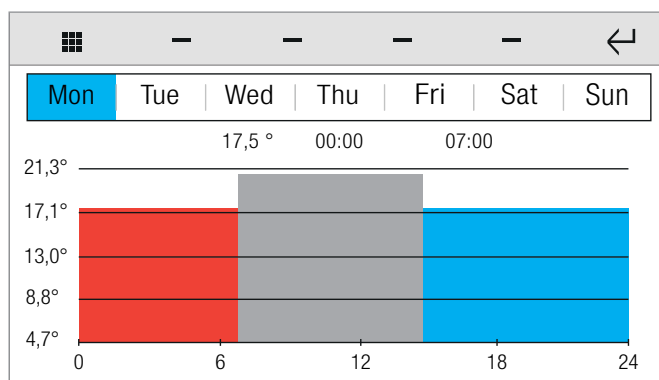 Mon Tue Wed Thu Fri Sat Sun
17,5 ° 00:00 07:00
21,3°
17,1°
13,0°
8,8°
4,7°
0 6 12 18 24